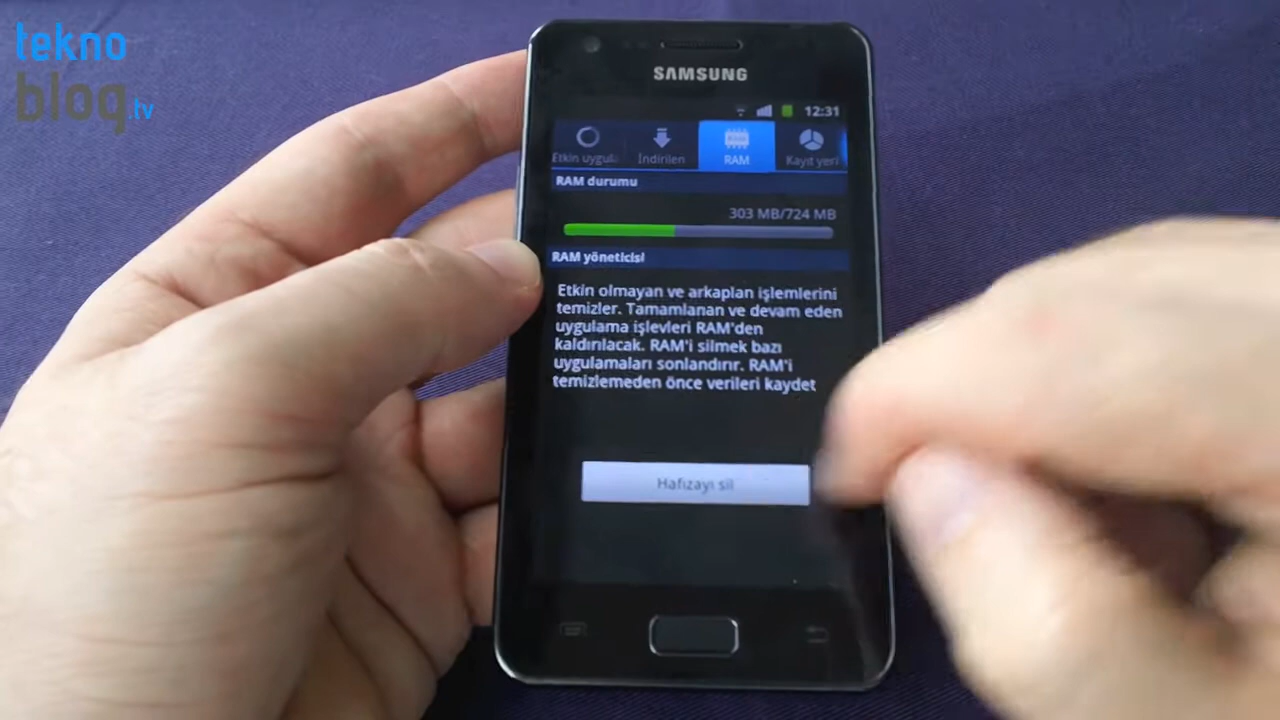 tekno
bloq.tv
SAMSUNG
12:31
Etkin uygula
İndirilen
RAM
Kayıt yeri
RAM durumu
303 MB/724 MB
RAM yöneticisi
Etkin olmayan ve arkaplan işlemlerini
temizler. Tamamlanan ve devam eden
uygulama işlevleri RAM'den
kaldırılacak. RAM'i silmek bazı
uygulamaları sonlandırır. RAM'i
temizlemeden önce verileri kaydet
Hafızayı sil